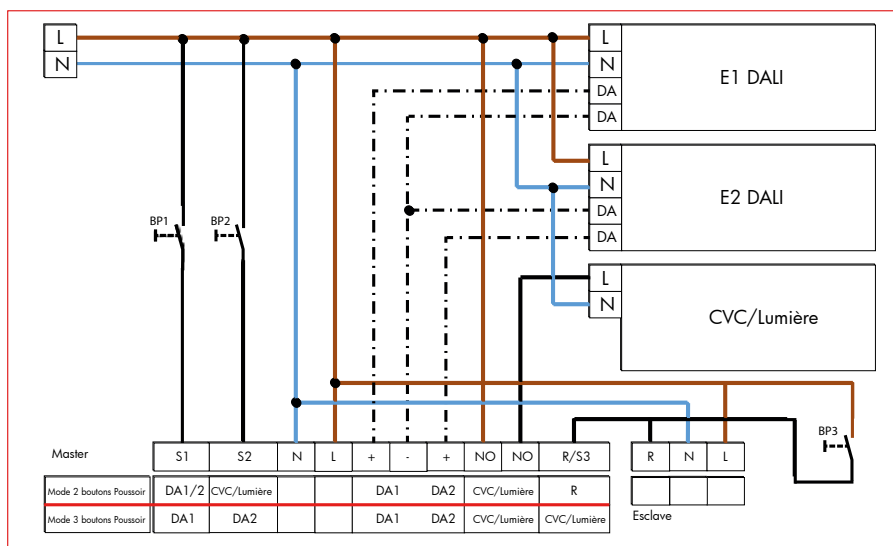 L
N
L
N
DA
DA
E1 DALI
L
N
DA
DA
E2 DALI
L
N
CVC/Lumière
BP1
BP2
BP3
Master
S1 S2 N L + - + NO NO R/S3
R N L
Mode 2 boutons Poussoir DA1/2 CVC/Lumière DA1 DA2 CVC/Lumière R
Mode 3 boutons Poussoir DA1 DA2 DA1 DA2 CVC/Lumière CVC/Lumière
Esclave